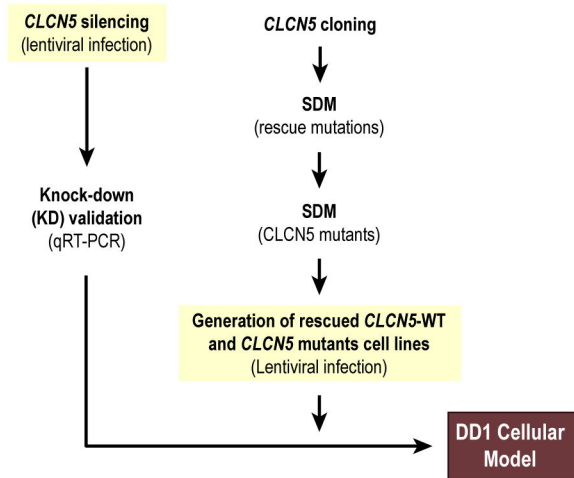 CLCN5 silencing
(lentiviral infection)
Knock-down
(KD) validation
(qRT-PCR)
CLCN5 cloning
SDM
(rescue mutations)
SDM
(CLCN5 mutants)
Generation of rescued CLCN5-WT
and CLCN5 mutants cell lines
(Lentiviral infection)
DD1 Cellular
Model